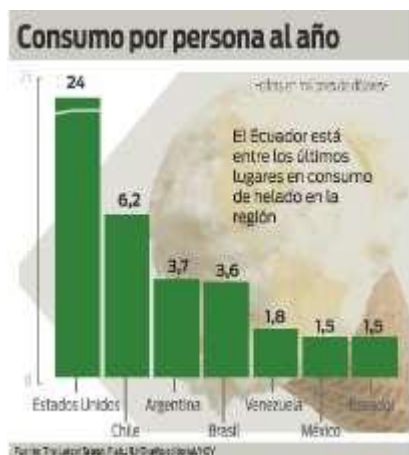 Consumo por persona al año
24
El Ecuador está
entre los últimos
lugares en consumo
de helado en la
región
6,2
3,7
3,6
1,8
1,5
1,5
Estados Unidos
Argentina
Venezuela
Ecuador
Chile
Brasil
México